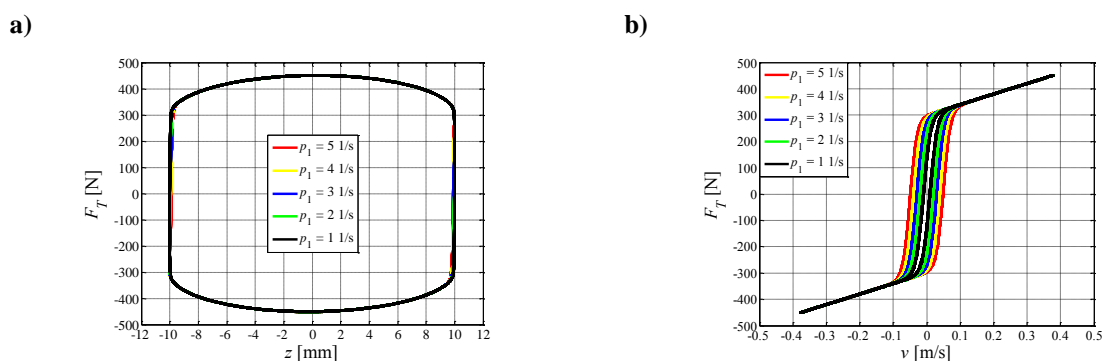 a)
500
400
300
200
100
0
-100
-200
-300
-400
-500
F_T [N]
-12 -10 -8 -6 -4 -2 0 2 4 6 8 10 12
z [mm]
p_1 = 5 1/s
p_1 = 4 1/s
p_1 = 3 1/s
p_1 = 2 1/s
p_1 = 1 1/s
b)
500
400
300
200
100
0
-100
-200
-300
-400
-500
F_T [N]
p_1 = 5 1/s
p_1 = 4 1/s
p_1 = 3 1/s
p_1 = 2 1/s
p_1 = 1 1/s
-0.5 -0.4 -0.3 -0.2 -0.1 0 0.1 0.2 0.3 0.4 0.5
v [m/s]